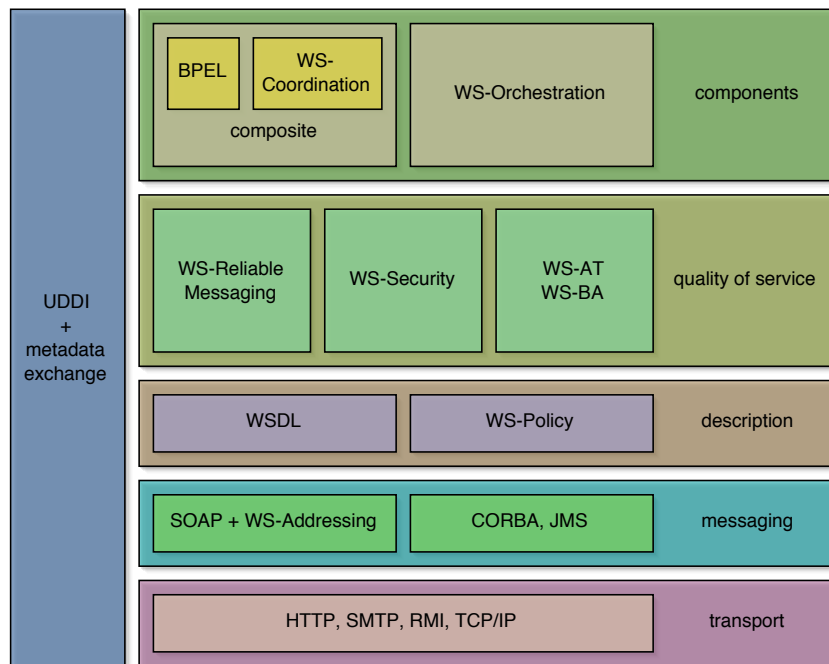 UDDI
+
metadata
exchange
BPEL
WS-
Coordination
composite
WS-Orchestration
components
WS-Reliable
Messaging
WS-Security
WS-AT
WS-BA
quality of service
WSDL
WS-Policy
description
SOAP + WS-Addressing
CORBA, JMS
messaging
HTTP, SMTP, RMI, TCP/IP
transport